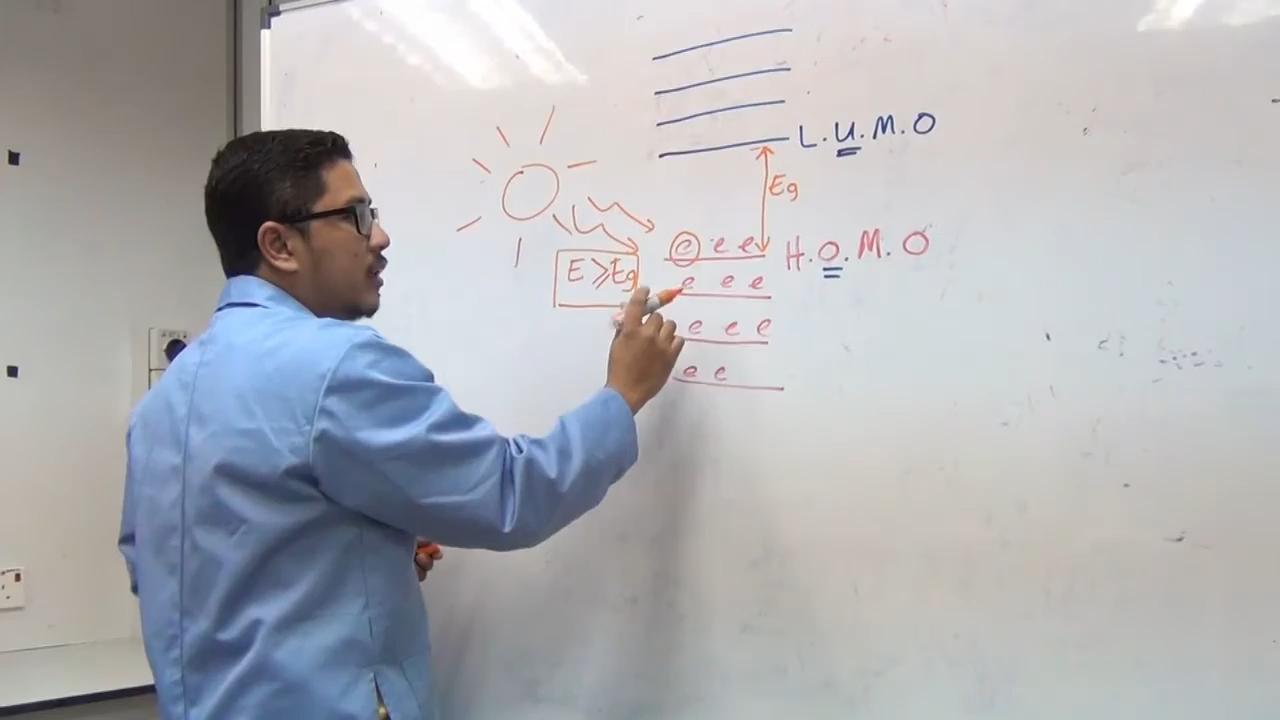 L.U.M.O
Eg
e e e H.O.M.O
E ≥ Eg
e e e
e e e
e e